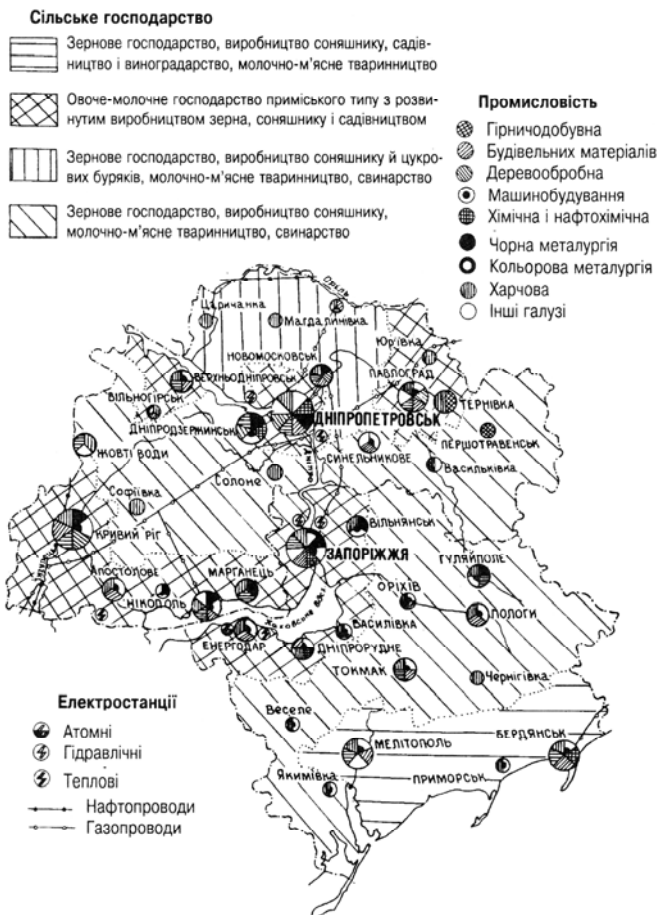 Сільське господарство
Зернове господарство, виробництво соняшнику, садів-
ництво і виноградарство, молочно-м’ясне тваринництво
Овоче-молочне господарство приміського типу з розви-
нутим виробництвом зерна, соняшнику і садівництвом
Зернове господарство, виробництво соняшнику й цукро-
вих буряків, молочно-м’ясне тваринництво, свинарство
Зернове господарство, виробництво соняшнику,
молочно-м’ясне тваринництво, свинарство
Промисловість
Гірничодобувна
Будівельних матеріалів
Деревообробна
Машинобудування
Хімічна і нафтохімічна
Чорна металургія
Кольорова металургія
Харчова
Інші галузі
Оріль
Царичанка
Магдалинівка
Юр’ївка
НОВОМОСКОВСЬК
ПАВЛОГРАД
ВЕРХНЬОДНІПРОВСЬК
ВІЛЬНОГІРСЬК
ТЕРНІВКА
ДНІПРОПЕТРОВСЬК
ДНІПРОДЗЕРЖИНСЬК
ПЕРШОТРАВЕНСЬК
СИНЕЛЬНИКОВЕ
ЖОВТІ ВОДИ
Васильківка
Солоне
Дніпро
Софіївка
ВІЛЬНЯНСЬК
КРИВИЙ РІГ
ЗАПОРІЖЖЯ
ГУЛЯЙПОЛЕ
АПОСТОЛОВЕ
МАРГАНЕЦЬ
ОРІХІВ
НІКОПОЛЬ
Каховське вдсх
ПОЛОГИ
ВАСИЛІВКА
ЕНЕРГОДАР
ДНІПРОРУДНЕ
ТОКМАК
Чернігівка
Веселе
БЕРДЯНСЬК
МЕЛІТОПОЛЬ
Якимівка
ПРИМОРСЬК
Електростанції
Атомні
Гідравлічні
Теплові
Нафтопроводи
Газопроводи